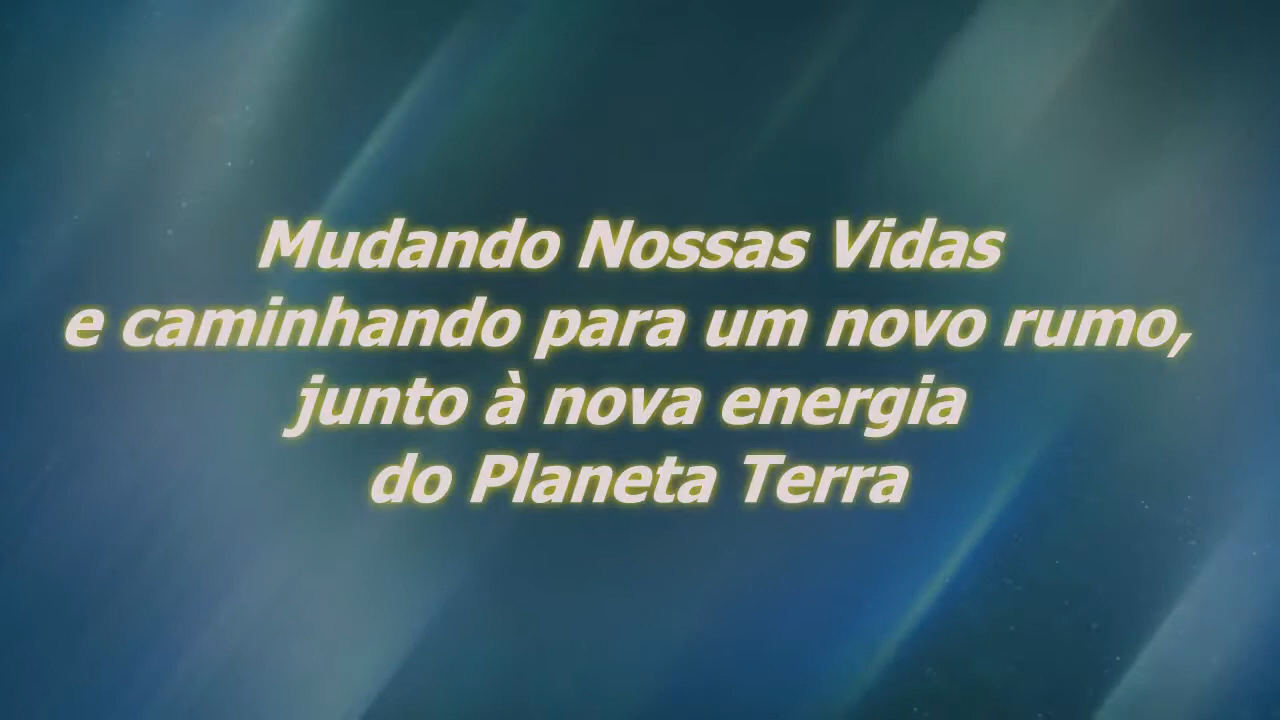 Mudando Nossas Vidas
e caminhando para um novo rumo,
junto à nova energia
do Planeta Terra